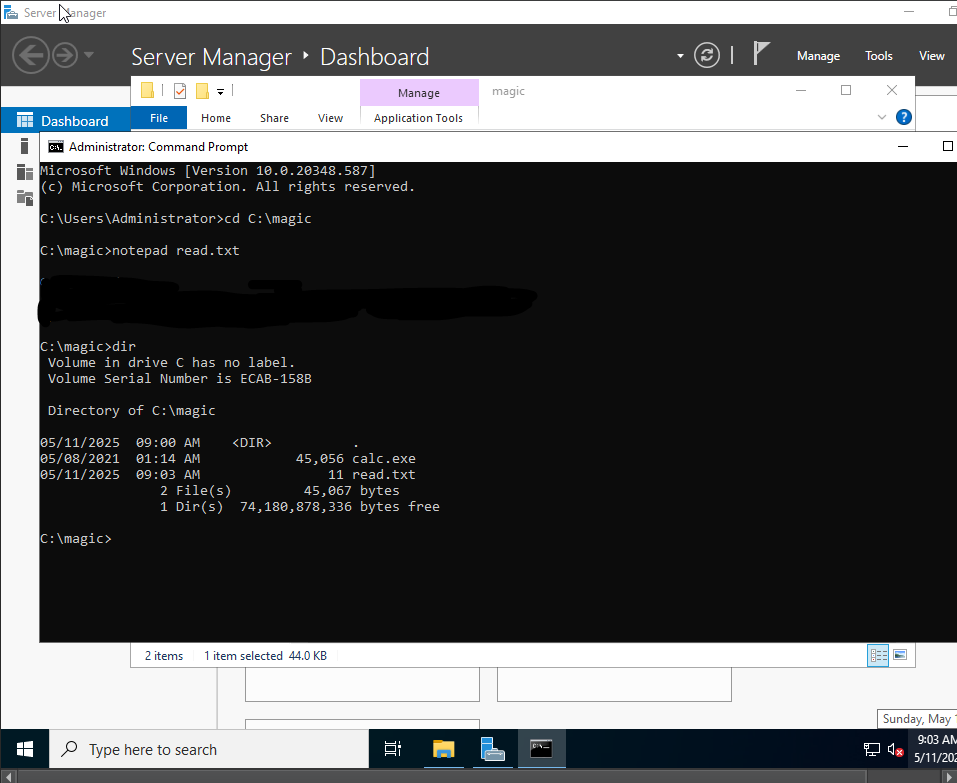 Server Manager
Server Manager ‣ Dashboard
Manage Tools View
Manage magic
File Home Share View Application Tools
Dashboard
Administrator: Command Prompt
Microsoft Windows [Version 10.0.20348.587]
(c) Microsoft Corporation. All rights reserved.
C:\Users\Administrator>cd C:\magic
C:\magic>notepad read.txt
C:\magic>dir
Volume in drive C has no label.
Volume Serial Number is ECAB-158B
Directory of C:\magic
05/11/2025 09:00 AM <DIR> .
05/08/2021 01:14 AM 45,056 calc.exe
05/11/2025 09:03 AM 11 read.txt
2 File(s) 45,067 bytes
1 Dir(s) 74,180,878,336 bytes free
C:\magic>
2 items 1 item selected 44.0 KB
Sunday, May
Type here to search
9:03 AM
5/11/202